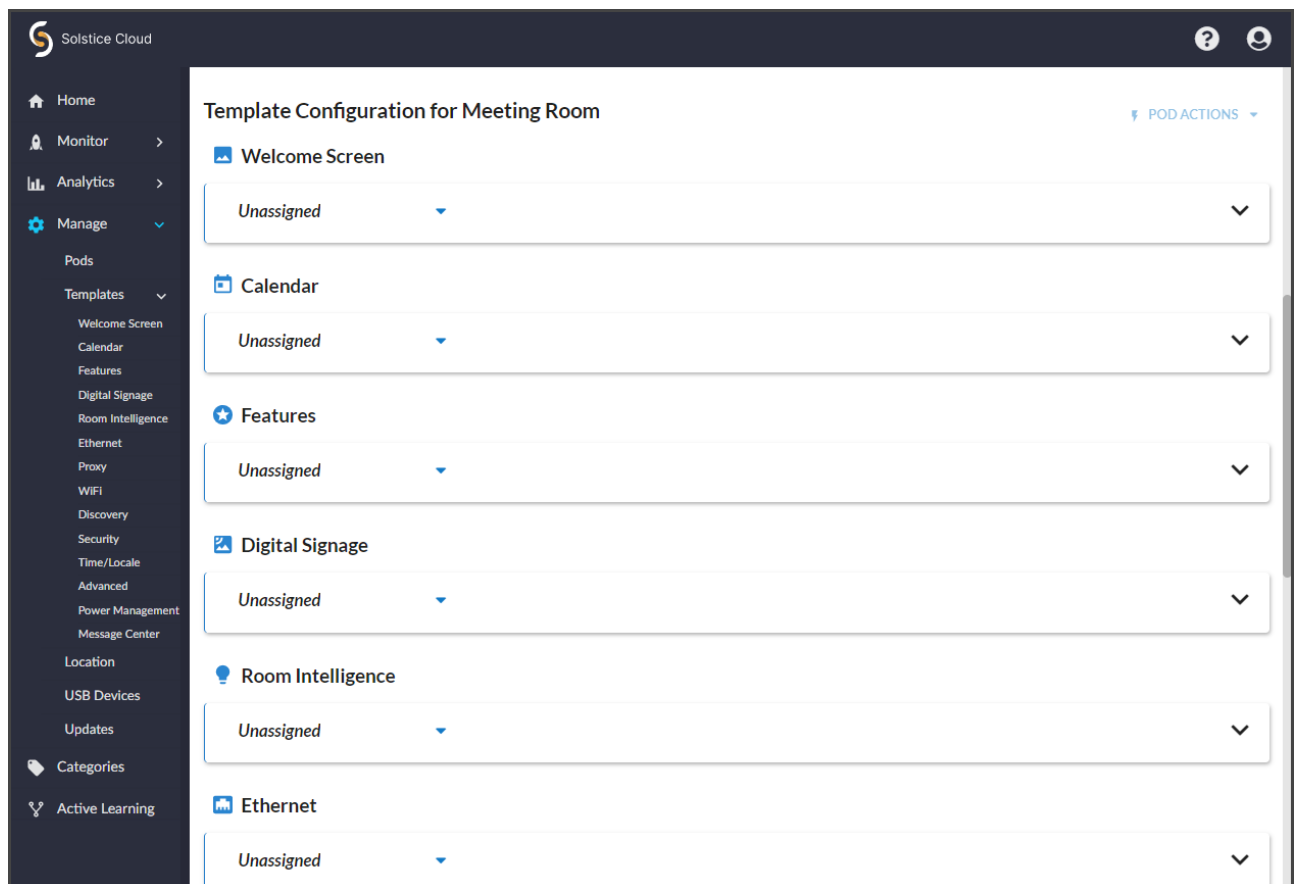 Solstice Cloud
Home
Monitor
Analytics
Manage
Pods
Templates
Welcome Screen
Calendar
Features
Digital Signage
Room Intelligence
Ethernet
Proxy
WiFi
Discovery
Security
Time/Locale
Advanced
Power Management
Message Center
Location
USB Devices
Updates
Categories
Active Learning
Template Configuration for Meeting Room
POD ACTIONS
Welcome Screen
Unassigned
Calendar
Unassigned
Features
Unassigned
Digital Signage
Unassigned
Room Intelligence
Unassigned
Ethernet
Unassigned